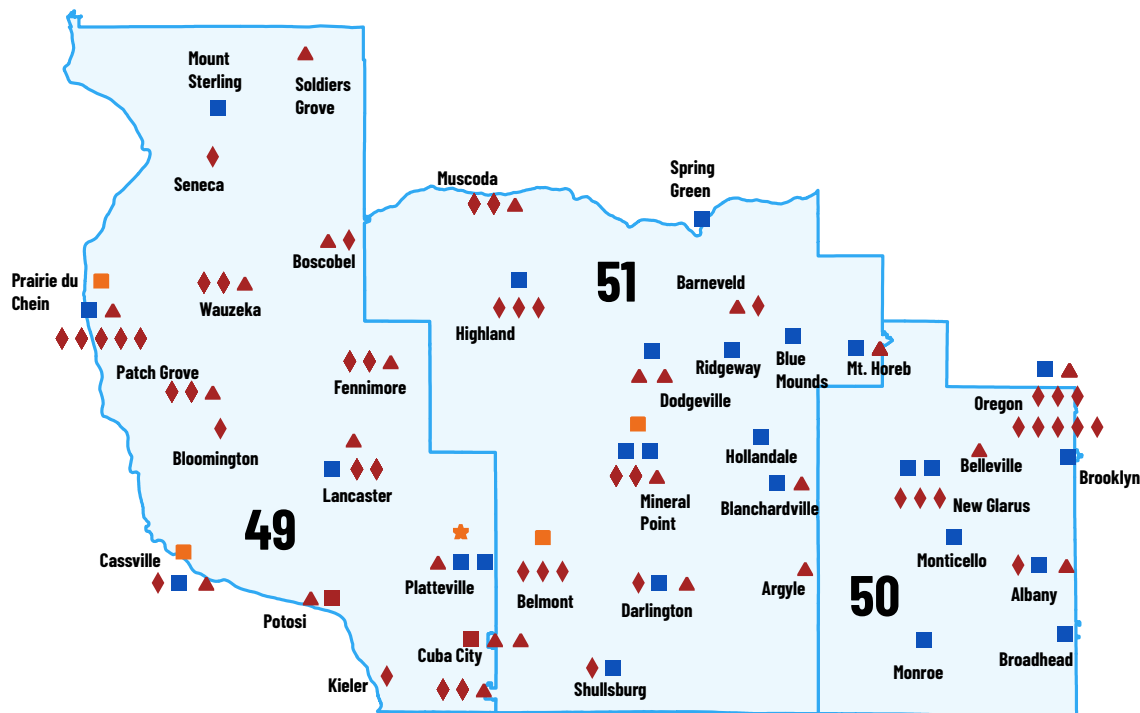 Mount
Sterling
Soldiers
Grove
Seneca
Muscoda
Spring
Green
Boscobel
Prairie du
Chein
Wauzeka
51
Barneveld
Highland
Ridgeway
Blue
Mounds
Mt. Horeb
Patch Grove
Fennimore
Dodgeville
Oregon
Bloomington
Hollandale
Belleville
Brooklyn
Lancaster
Mineral
Point
Blanchardville
New Glarus
49
Cassville
Platteville
Belmont
Darlington
Argyle
50
Monticello
Albany
Potosi
Cuba City
Kieler
Shullsburg
Monroe
Broadhead